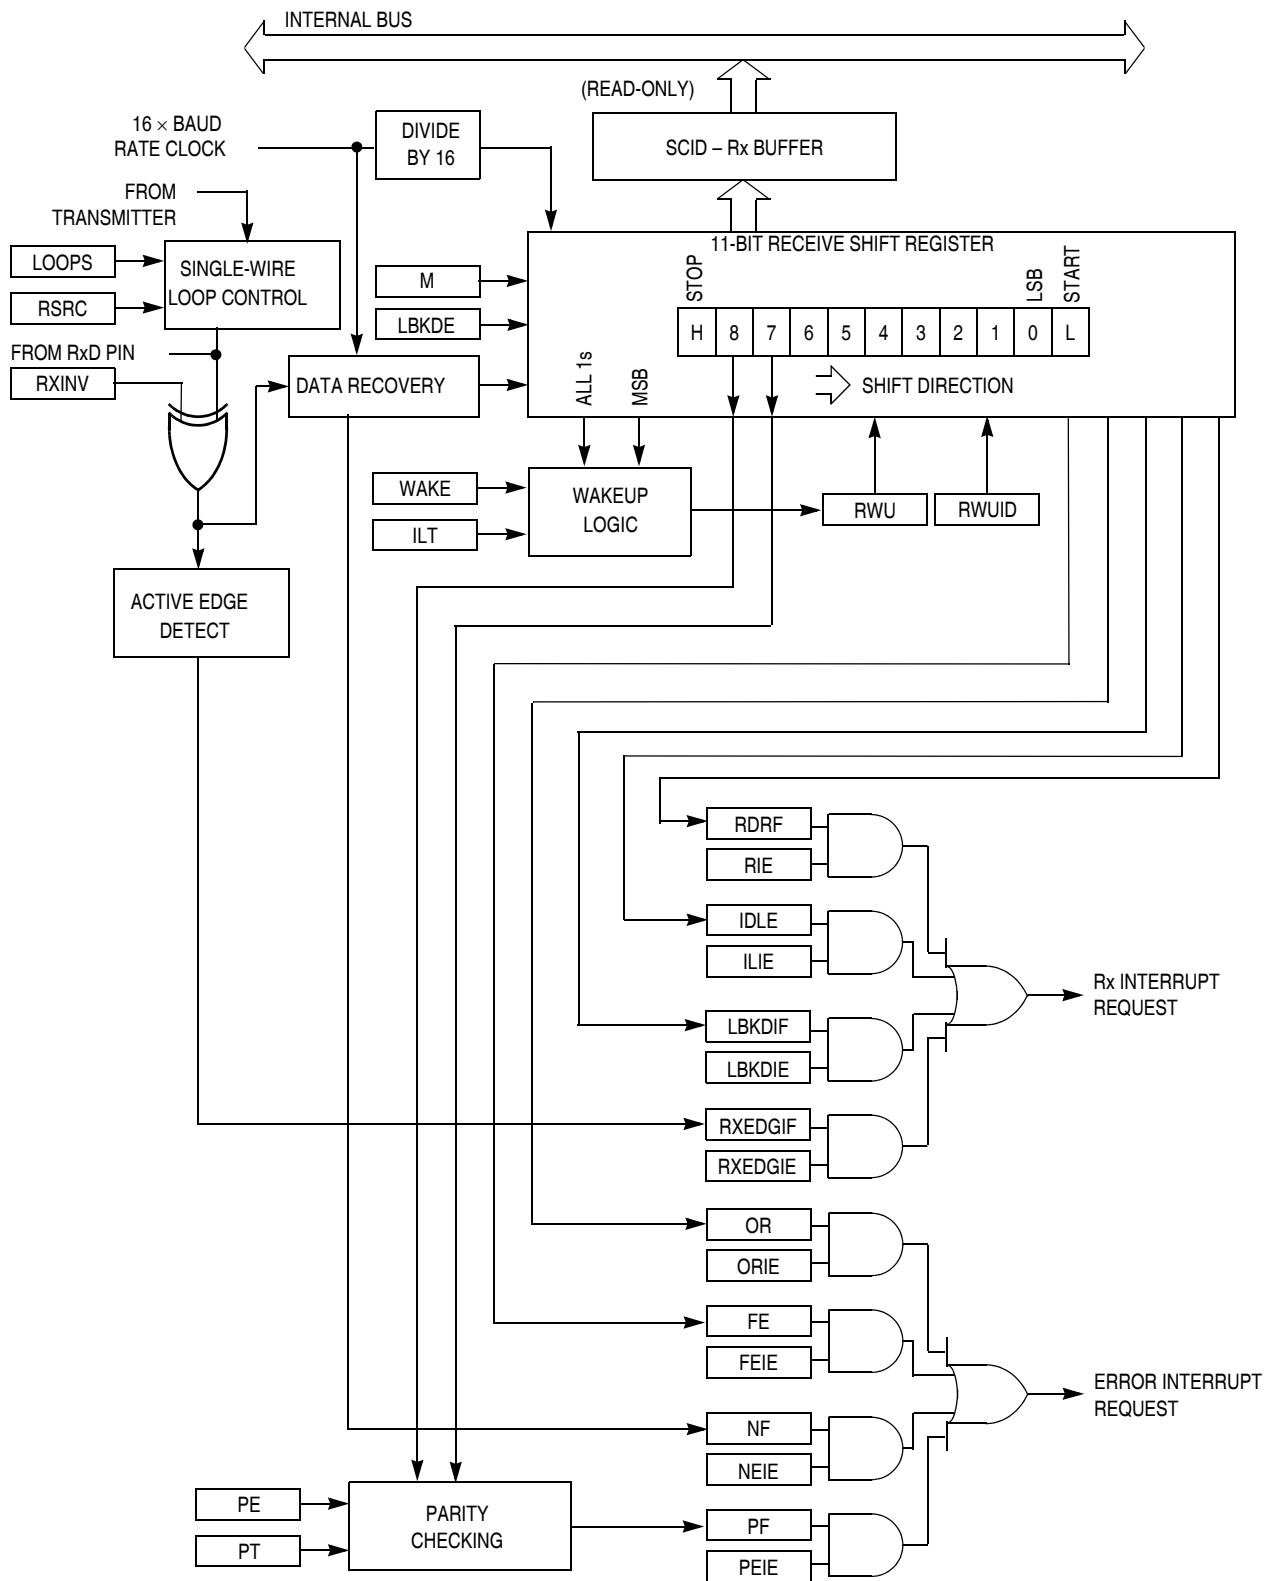 INTERNAL BUS
(READ-ONLY)
16 × BAUD
RATE CLOCK
DIVIDE
BY 16
SCID – Rx BUFFER
FROM
TRANSMITTER
11-BIT RECEIVE SHIFT REGISTER
LOOPS
SINGLE-WIRE
LOOP CONTROL
RSRC
M
LBKDE
STOP
LSB
START
H 8 7 6 5 4 3 2 1 0 L
FROM RxD PIN
RXINV
DATA RECOVERY
ALL 1s
MSB
SHIFT DIRECTION
WAKE
ILT
WAKEUP
LOGIC
RWU
RWUID
ACTIVE EDGE
DETECT
RDRF
RIE
IDLE
ILIE
Rx INTERRUPT
REQUEST
LBKDIF
LBKDIE
RXEDGIF
RXEDGIE
OR
ORIE
FE
FEIE
ERROR INTERRUPT
REQUEST
NF
NEIE
PE
PT
PARITY
CHECKING
PF
PEIE